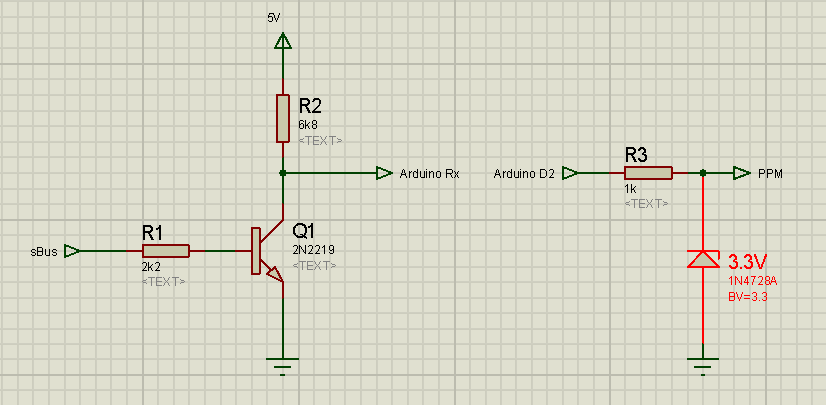 5V
R2
6k8
<TEXT>
Arduino Rx
Arduino D2
R3
1k
<TEXT>
PPM
sBus
R1
2k2
<TEXT>
Q1
2N2219
<TEXT>
3.3V
1N4728A
BV=3.3